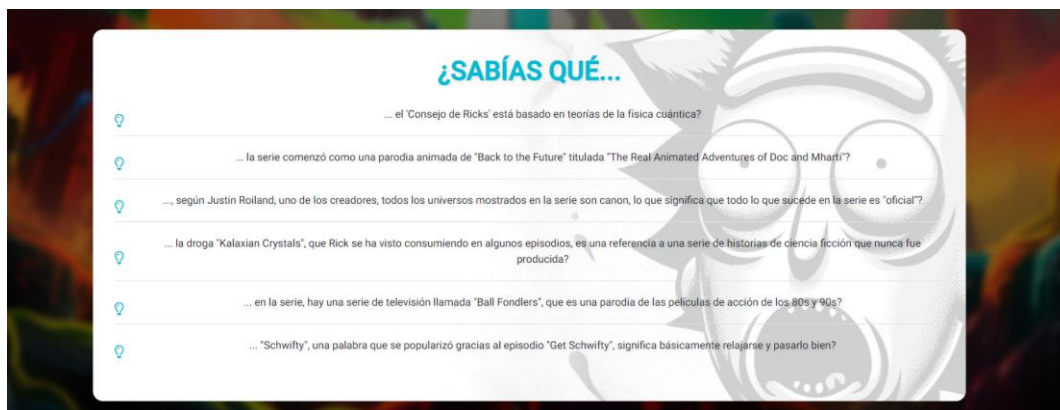 ¿SABÍAS QUÉ...
... el 'Consejo de Ricks' está basado en teorías de la física cuántica?
... la serie comenzó como una parodia animada de "Back to the Future" titulada "The Real Animated Adventures of Doc and Mharti"?
..., según Justin Roiland, uno de los creadores, todos los universos mostrados en la serie son canon, lo que significa que todo lo que sucede en la serie es "oficial"?
... la droga "Kalaxian Crystals", que Rick se ha visto consumiendo en algunos episodios, es una referencia a una serie de historias de ciencia ficción que nunca fue
producida?
... en la serie, hay una serie de televisión llamada "Ball Fondlers", que es una parodia de las películas de acción de los 80s y 90s?
... "Schwifty", una palabra que se popularizó gracias al episodio "Get Schwifty", significa básicamente relajarse y pasarlo bien?